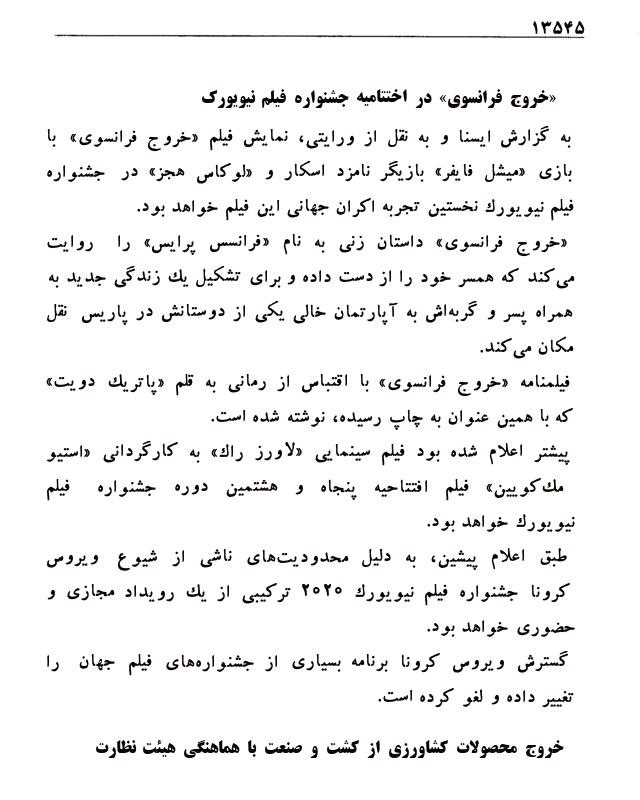 ۱۳۵۴۵
«خروج فرانسوی» در اختتامیه جشنواره فیلم نیویورک
به گزارش ایسنا و به نقل از ورایتی، نمایش فیلم «خروج فرانسوی» با
بازی «میشل فایفر» بازیگر نامزد اسکار و «لوکاس هجز» در جشنواره
فیلم نیویورك نخستین تجربه اکران جهانی این فیلم خواهد بود.
«خروج فرانسوی» داستان زنی به نام «فرانسس پرایس» را روایت
می‌کند که همسر خود را از دست داده و برای تشکیل یك زندگی جدید به
همراه پسر و گربه‌اش به آپارتمان خالی یکی از دوستانش در پاریس نقل
مکان می‌کند.
فیلمنامه «خروج فرانسوی» با اقتباس از رمانی به قلم «پاتریك دویت»
که با همین عنوان به چاپ رسیده، نوشته شده است.
پیشتر اعلام شده بود فیلم سینمایی «لاورز راك» به کارگردانی «استیو
مك‌کویین» فیلم افتتاحیه پنجاه و هشتمین دوره جشنواره فیلم
نیویورك خواهد بود.
طبق اعلام پیشین، به دلیل محدودیت‌های ناشی از شیوع ویروس
کرونا جشنواره فیلم نیویورك ۲۰۲۰ ترکیبی از یك رویداد مجازی و
حضوری خواهد بود.
گسترش ویروس کرونا برنامه بسیاری از جشنواره‌های فیلم جهان را
تغییر داده و لغو کرده است.
خروج محصولات کشاورزی از کشت و صنعت با هماهنگی هیئت نظارت